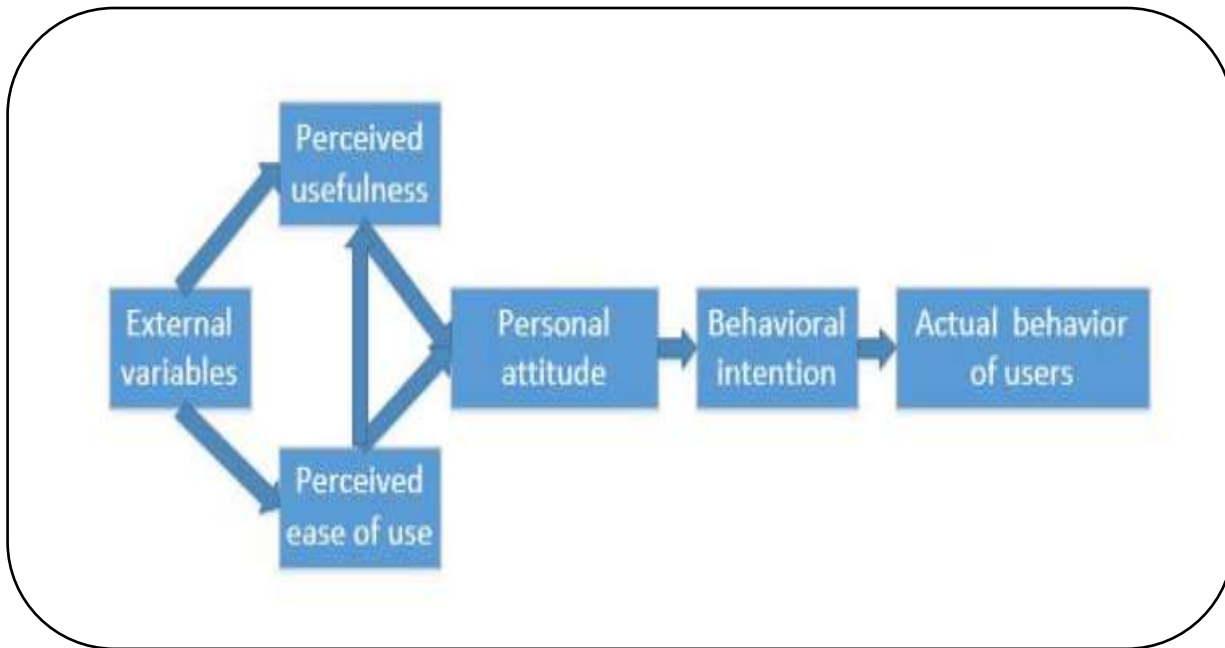 Perceived
usefulness
External
variables
Personal
attitude
Behavioral
intention
Actual behavior
of users
Perceived
ease of use